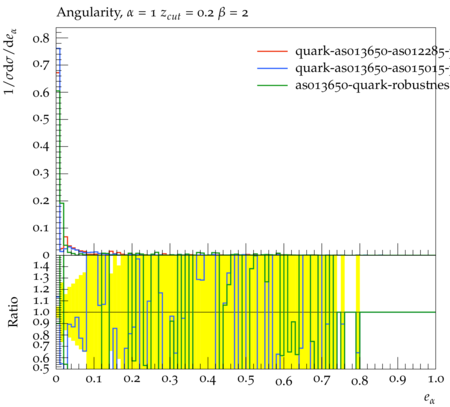 Angularity, α = 1 z_cut = 0.2 β = 2
1/σdσ/de_α
0.8
0.7
0.6
0.5
0.4
0.3
0.2
0.1
0
quark-as013650-as012285-
quark-as013650-as015015-
as013650-quark-robustnes
Ratio
1.4
1.3
1.2
1.1
1.0
0.9
0.8
0.7
0.6
0.5
0 0.1 0.2 0.3 0.4 0.5 0.6 0.7 0.8 0.9 1.0
e_α